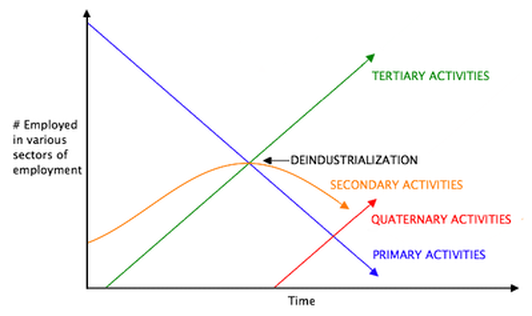 TERTIARY ACTIVITIES
# Employed
in various
sectors of
employment
DEINDUSTRIALIZATION
SECONDARY ACTIVITIES
QUATERNARY ACTIVITIES
PRIMARY ACTIVITIES
Time